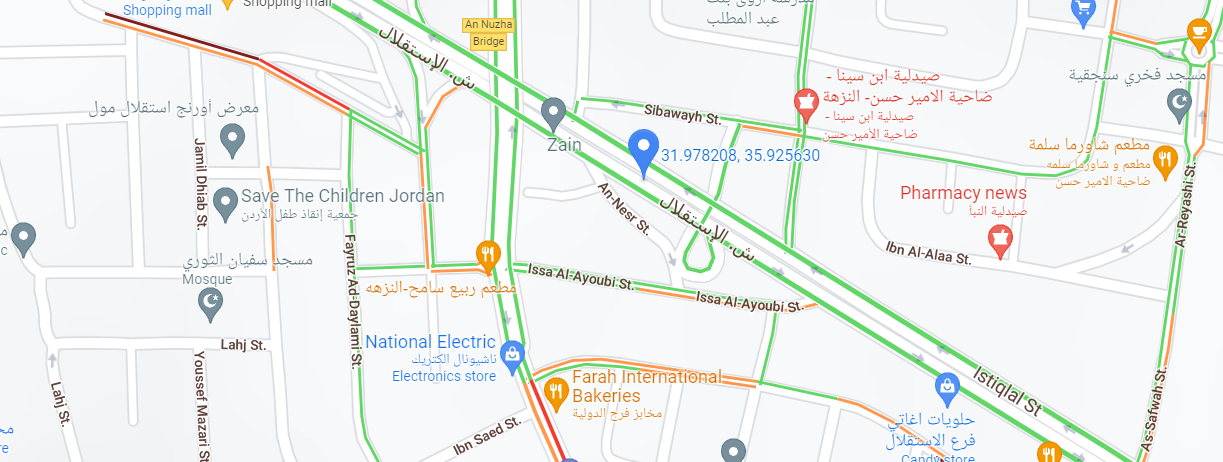 Shopping mall
Shopping mall
عبد المطلب
An Nuzha
Bridge
ش. الإستقلال
صيدلية ابن سينا -
ضاحية الامير حسن- النزهة
صيدلية ابن سينا -
ضاحية الأمير حسن
مسجد فخري سنجقية
معرض أورنج استقلال مول
Sibawayh St.
Zain
31.978208, 35.925630
مطعم شاورما سلمة
مطعم و شاورما سلمه
ضاحية الامير حسن
Jamil Dhiab St.
Save The Children Jordan
جمعية إنقاذ طفل الأردن
An-Nesr St.
Pharmacy news
صيدلية النبأ
Ar-Reyashi St.
ش. الإستقلال
Ibn Al-Alaa St.
مسجد سفيان الثوري
Mosque
Fayruz Ad-Daylami St.
مطعم ربيع سامح-النزهه
Issa Al-Ayoubi St.
Issa Al-Ayoubi St.
Lahj St.
National Electric
ناشيونال الكتريك
Electronics store
Farah International
Bakeries
مخابز فرح الدولية
Istiqlal St
Lahj St.
Youssef Mazari St.
Ibn Saed St.
As-Safwah St.
حلويات اغاتي
فرع الاستقلال
Candy store